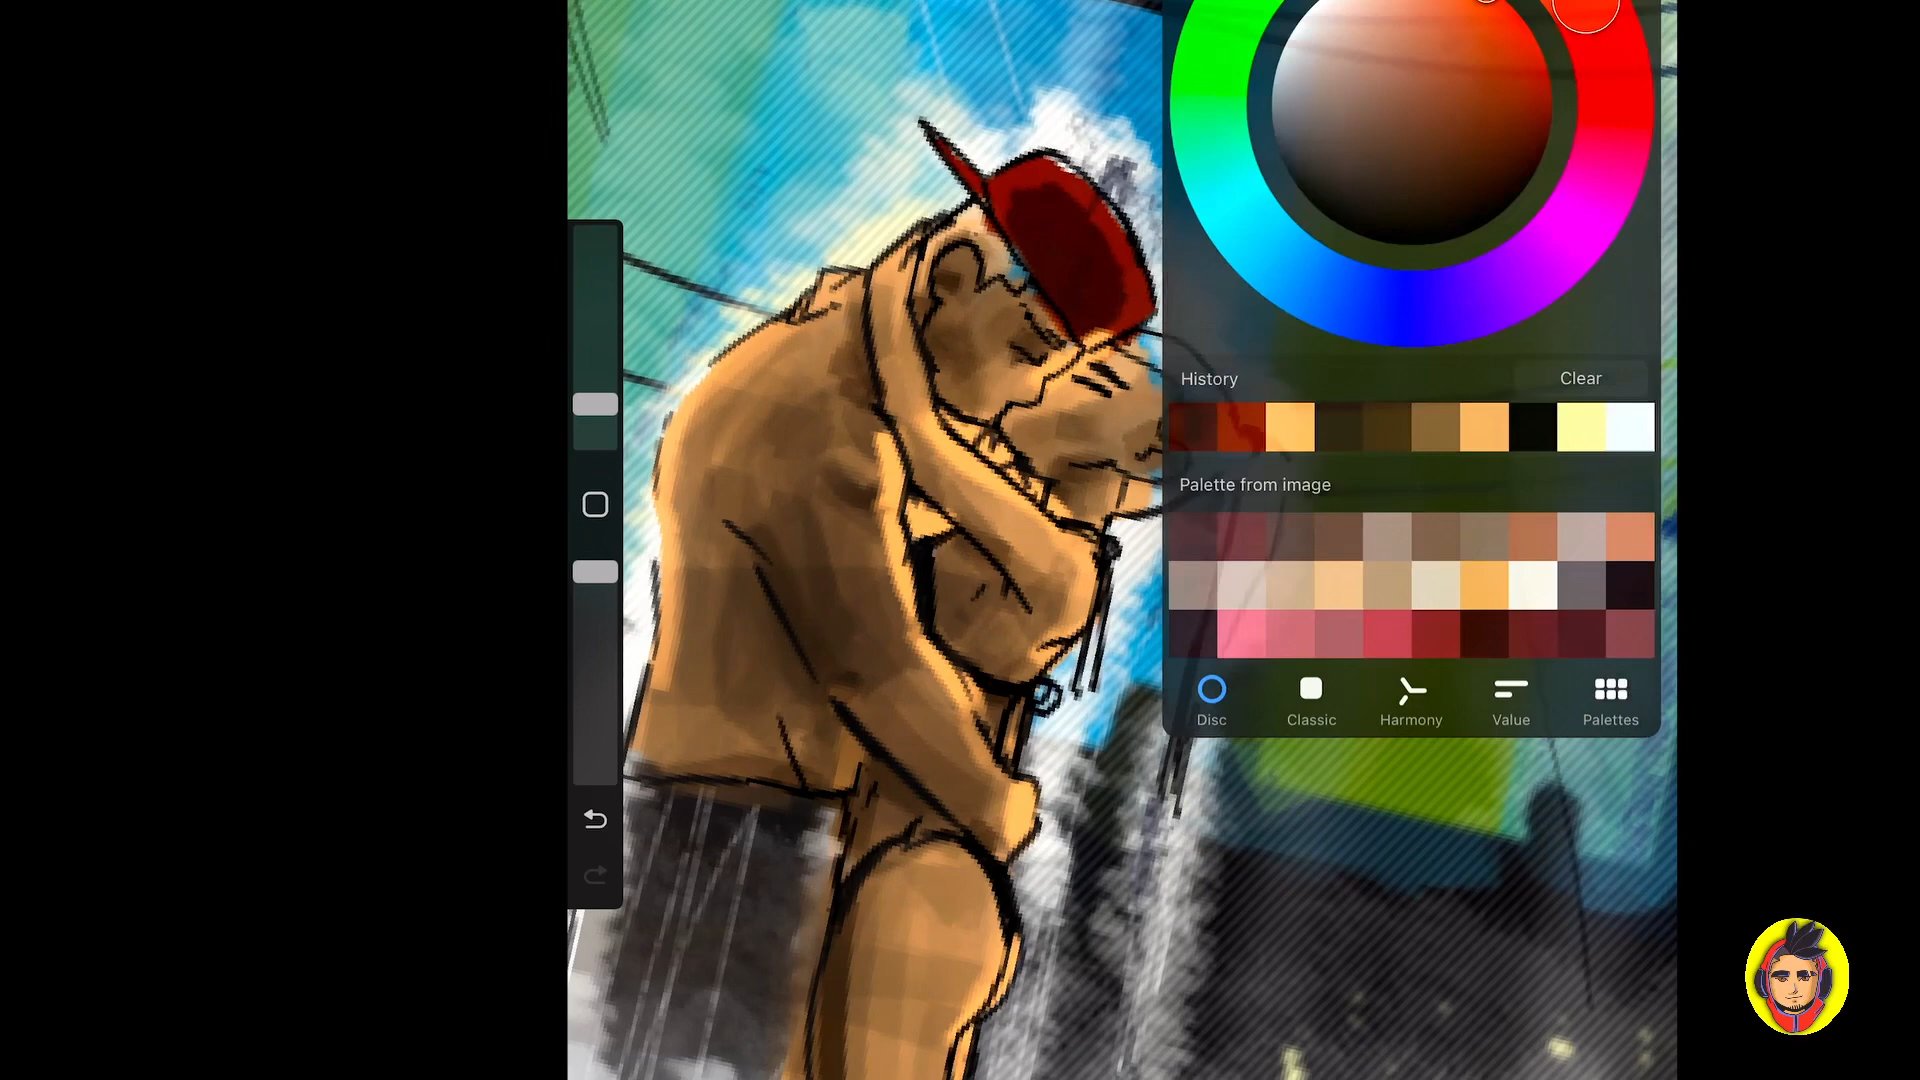 History
Clear
Palette from image
Disc
Classic
Harmony
Value
Palettes